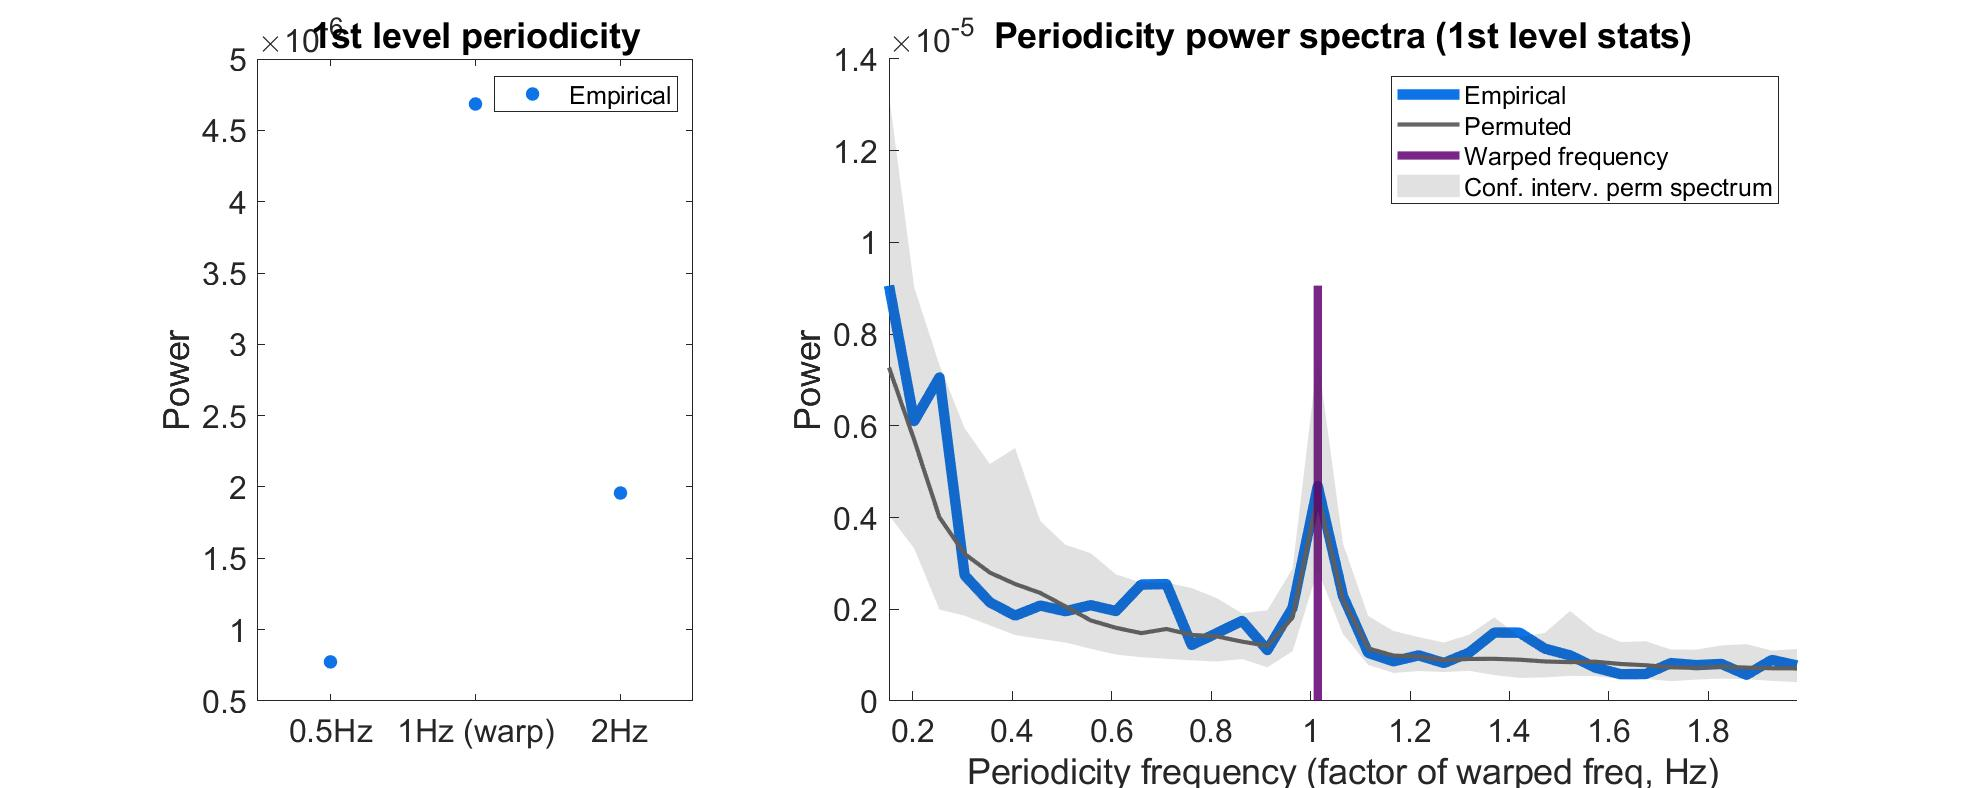 ×10-6
1st level periodicity
5
4.5
4
3.5
3
2.5
2
1.5
1
0.5
Power
Empirical
0.5Hz 1Hz (warp) 2Hz
×10-5
Periodicity power spectra (1st level stats)
1.4
1.2
1
0.8
0.6
0.4
0.2
0
Power
Empirical
Permuted
Warped frequency
Conf. interv. perm spectrum
0.2 0.4 0.6 0.8 1 1.2 1.4 1.6 1.8
Periodicity frequency (factor of warped freq, Hz)